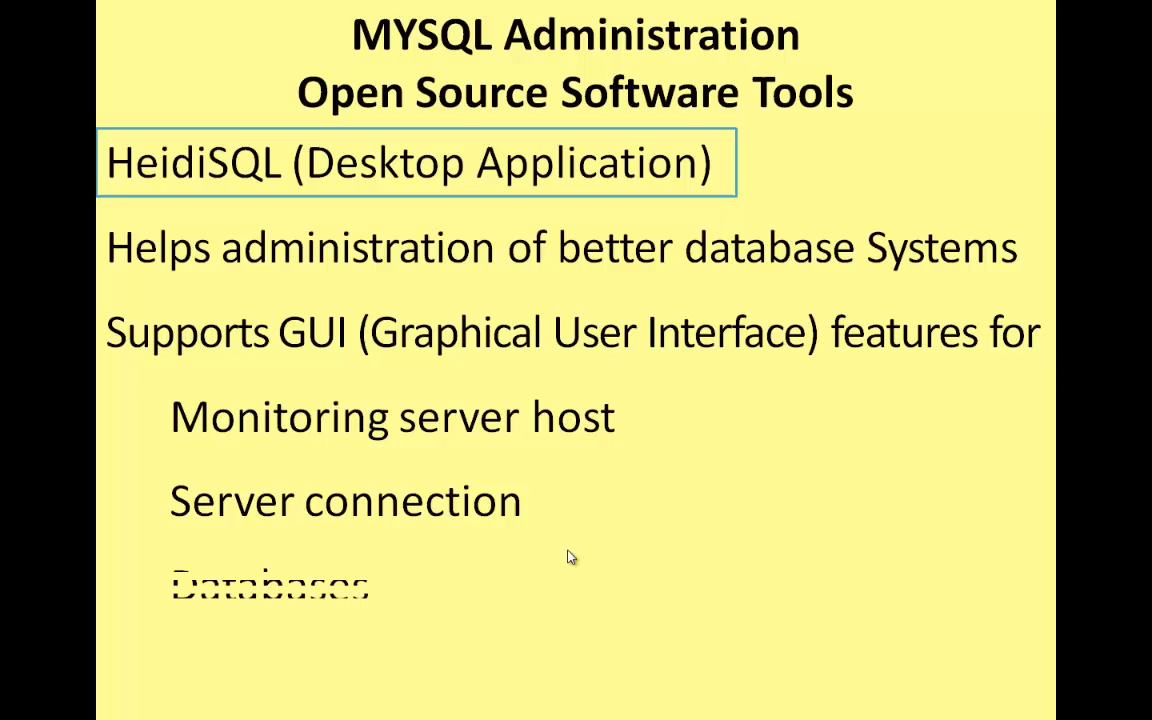 MYSQL Administration
Open Source Software Tools
HeidiSQL (Desktop Application)
Helps administration of better database Systems
Supports GUI (Graphical User Interface) features for
Monitoring server host
Server connection
Databases